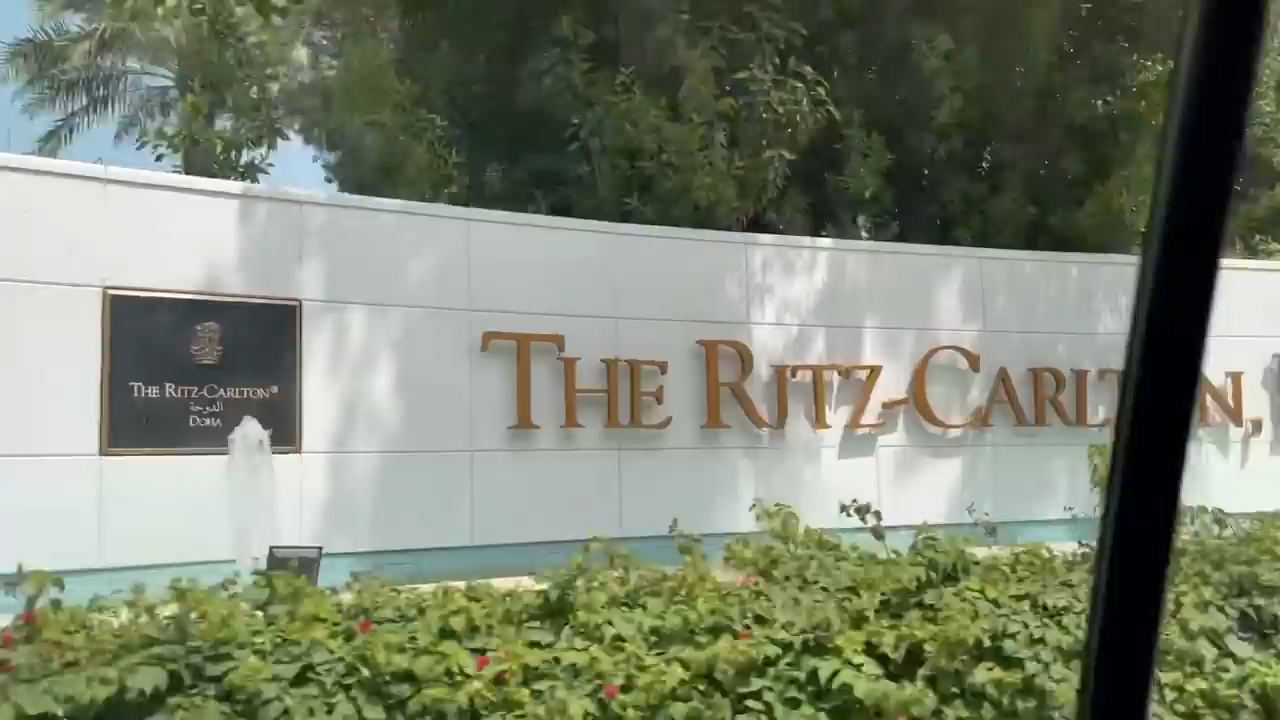 THE RITZ-CARLTON®
الدوحة
DOHA
THE RITZ-CARLTON,